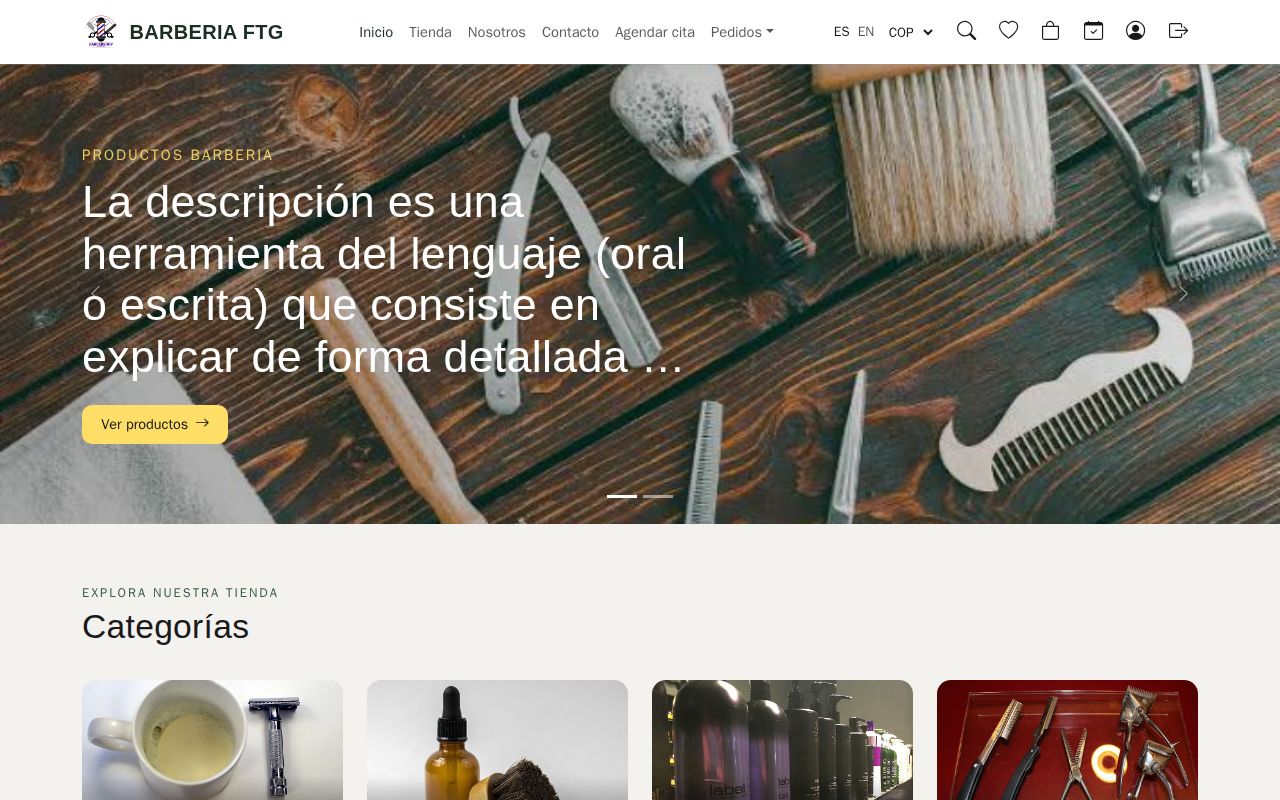 BARBERIA FTG
Inicio
Tienda
Nosotros
Contacto
Agendar cita
Pedidos
ES
EN
COP
PRODUCTOS BARBERIA
La descripción es una
herramienta del lenguaje (oral
o escrita) que consiste en
explicar de forma detallada ...
Ver productos
EXPLORA NUESTRA TIENDA
Categorías
label